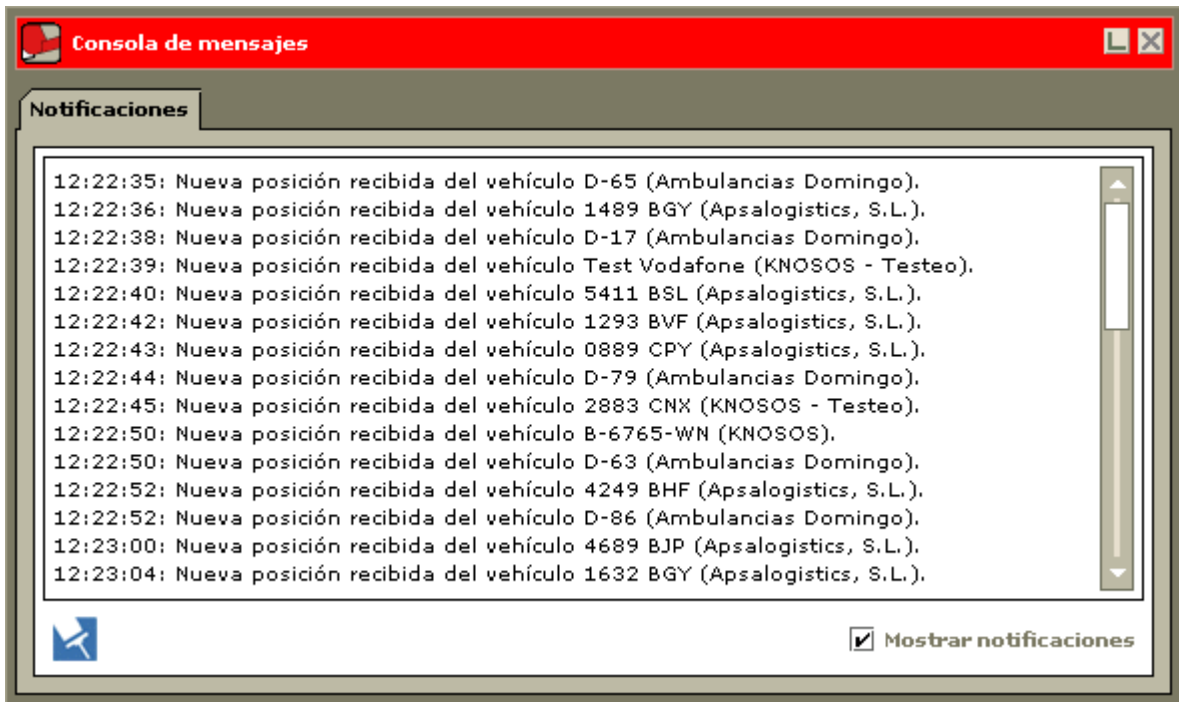 Consola de mensajes
Notificaciones
12:22:35: Nueva posición recibida del vehículo D-65 (Ambulancias Domingo).
12:22:36: Nueva posición recibida del vehículo 1489 BGY (Apsalogistics, S.L.).
12:22:38: Nueva posición recibida del vehículo D-17 (Ambulancias Domingo).
12:22:39: Nueva posición recibida del vehículo Test Vodafone (KNOSOS - Testeo).
12:22:40: Nueva posición recibida del vehículo 5411 BSL (Apsalogistics, S.L.).
12:22:42: Nueva posición recibida del vehículo 1293 BVF (Apsalogistics, S.L.).
12:22:43: Nueva posición recibida del vehículo 0889 CPY (Apsalogistics, S.L.).
12:22:44: Nueva posición recibida del vehículo D-79 (Ambulancias Domingo).
12:22:45: Nueva posición recibida del vehículo 2883 CNX (KNOSOS - Testeo).
12:22:50: Nueva posición recibida del vehículo B-6765-WN (KNOSOS).
12:22:50: Nueva posición recibida del vehículo D-63 (Ambulancias Domingo).
12:22:52: Nueva posición recibida del vehículo 4249 BHF (Apsalogistics, S.L.).
12:22:52: Nueva posición recibida del vehículo D-86 (Ambulancias Domingo).
12:23:00: Nueva posición recibida del vehículo 4689 BJP (Apsalogistics, S.L.).
12:23:04: Nueva posición recibida del vehículo 1632 BGY (Apsalogistics, S.L.).
Mostrar notificaciones